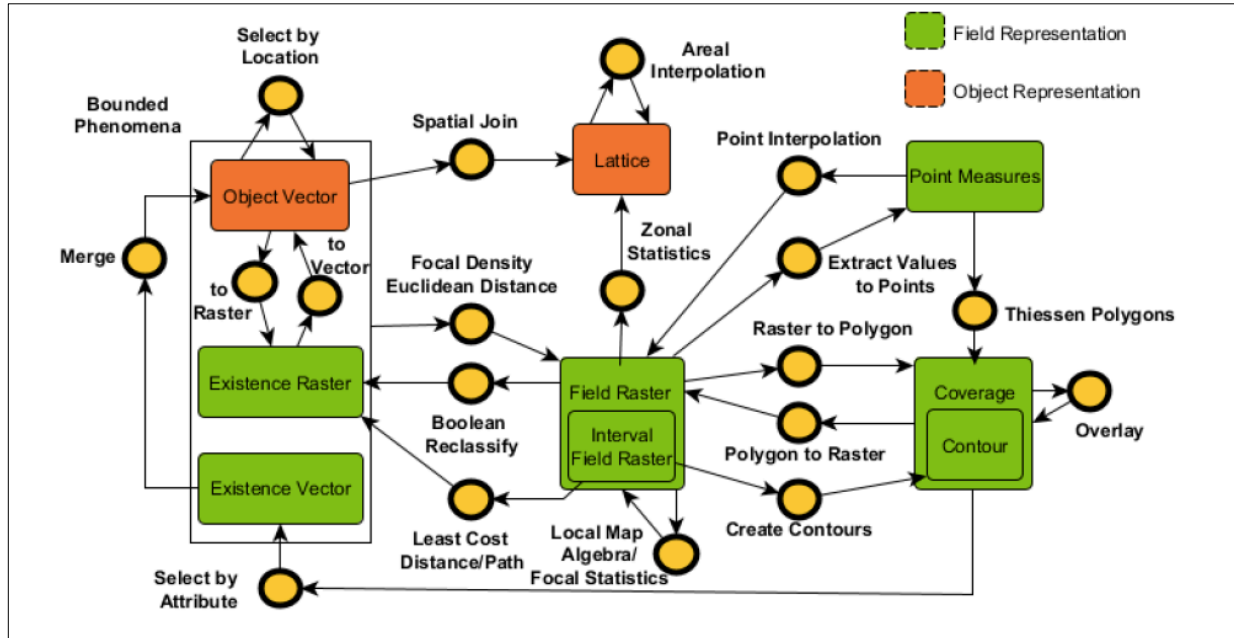 Select by
Location
Areal
Interpolation
Field Representation
Object Representation
Bounded
Phenomena
Spatial Join
Point Interpolation
Lattice
Point Measures
Object Vector
Merge
to
Vector
to
Raster
Focal Density
Euclidean Distance
Zonal
Statistics
Extract Values
to Points
Thiessen Polygons
Raster to Polygon
Existence Raster
Field Raster
Coverage
Boolean
Reclassify
Interval
Field Raster
Polygon to Raster
Contour
Overlay
Existence Vector
Least Cost
Distance/Path
Local Map
Algebra/
Focal Statistics
Create Contours
Select by
Attribute